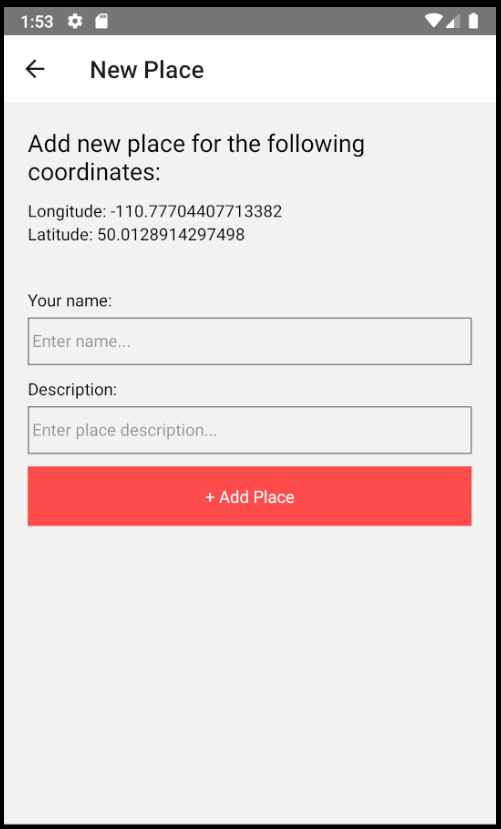 1:53
New Place
Add new place for the following
coordinates:
Longitude: -110.77704407713382
Latitude: 50.0128914297498
Your name:
Enter name...
Description:
Enter place description...
+ Add Place